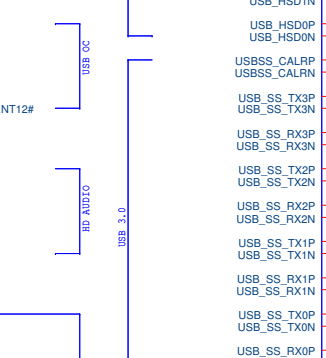 USB_HSD1N
USB_HSD0P
USB_HSD0N
USB OC
USBSS_CALRP
USBSS_CALRN
USB_SS_TX3P
USB_SS_TX3N
NT12#
USB_SS_RX3P
USB_SS_RX3N
USB_SS_TX2P
USB_SS_TX2N
HD AUDIO
USB 3.0
USB_SS_RX2P
USB_SS_RX2N
USB_SS_TX1P
USB_SS_TX1N
USB_SS_RX1P
USB_SS_RX1N
USB_SS_TX0P
USB_SS_TX0N
USB_SS_RX0P